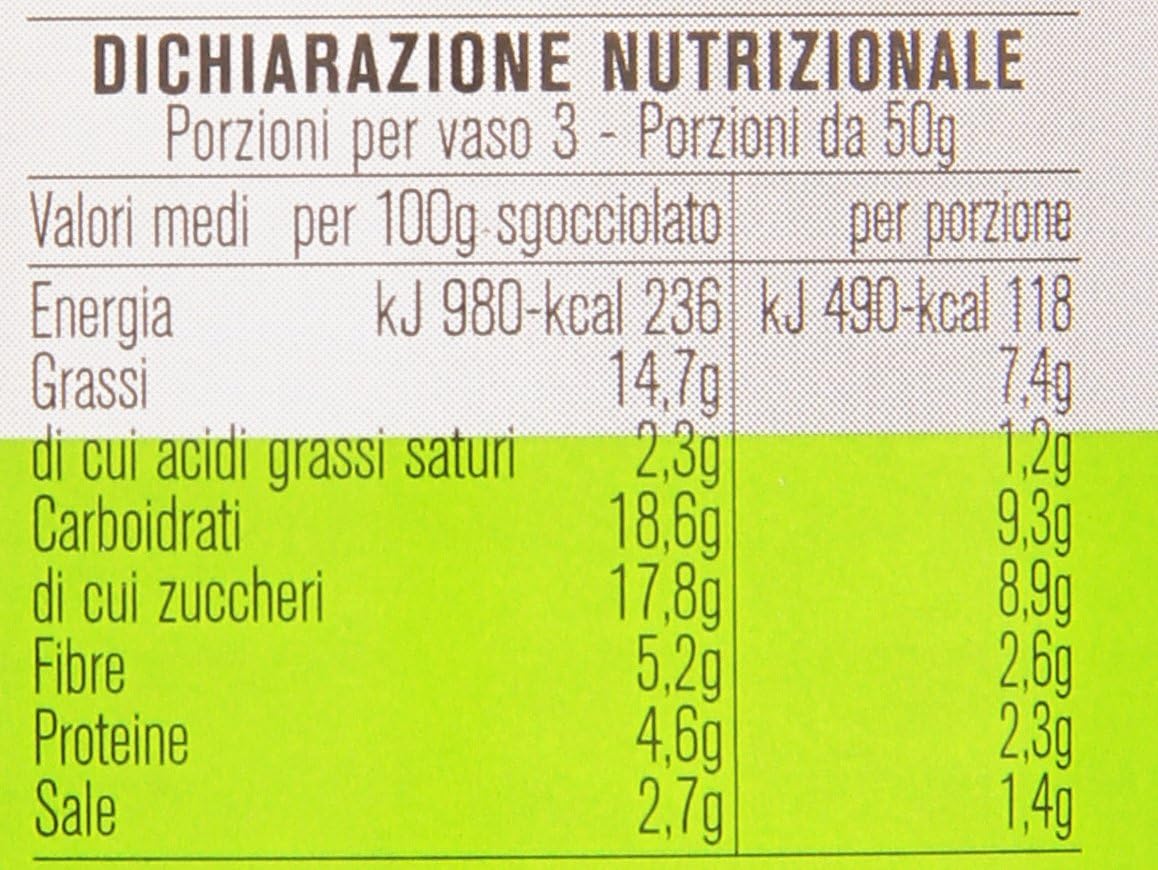 DICHIARAZIONE NUTRIZIONALE
Porzioni per vaso 3 - Porzioni da 50g
Valori medi per 100g sgocciolato per porzione
Energia kJ 980-kcal 236 kJ 490-kcal 118
Grassi 14,7g 7,4g
di cui acidi grassi saturi 2,3g 1,2g
Carboidrati 18,6g 9,3g
di cui zuccheri 17,8g 8,9g
Fibre 5,2g 2,6g
Proteine 4,6g 2,3g
Sale 2,7g 1,4g